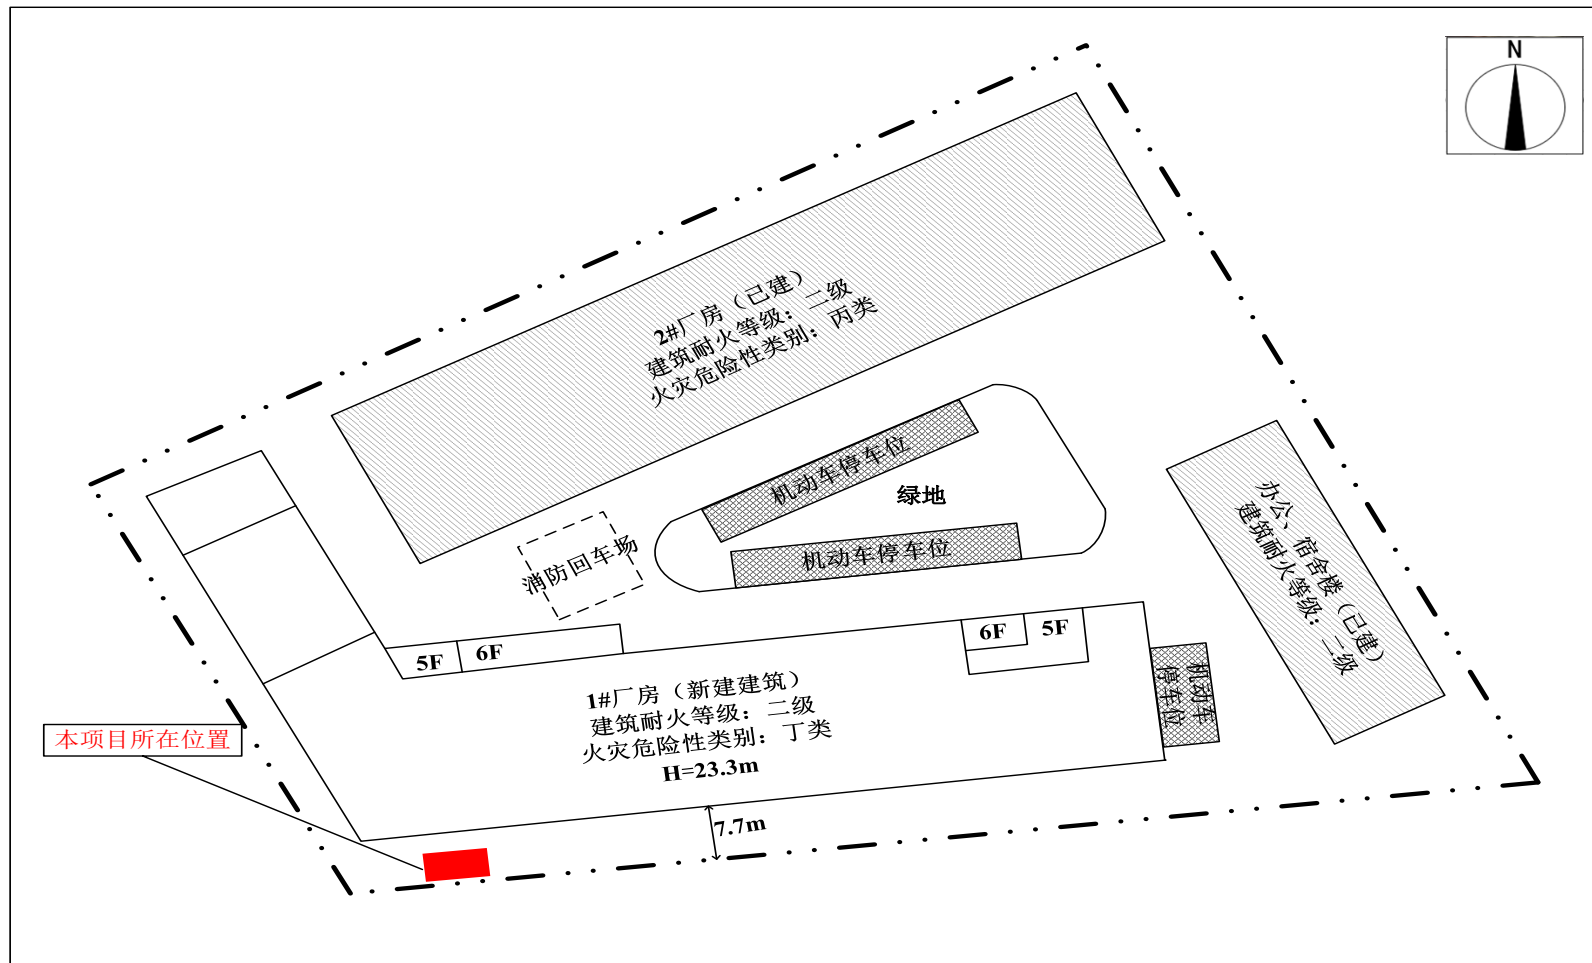 N
2#厂房（已建）
建筑耐火等级：二级
火灾危险性类别：丙类
机动车停车位
绿地
机动车停车位
消防回车场
办公、宿舍楼（已建）
建筑耐火等级：二级
5F
6F
6F
5F
机动车
停车位
1#厂房（新建建筑）
建筑耐火等级：二级
火灾危险性类别：丁类
H=23.3m
本项目所在位置
7.7m